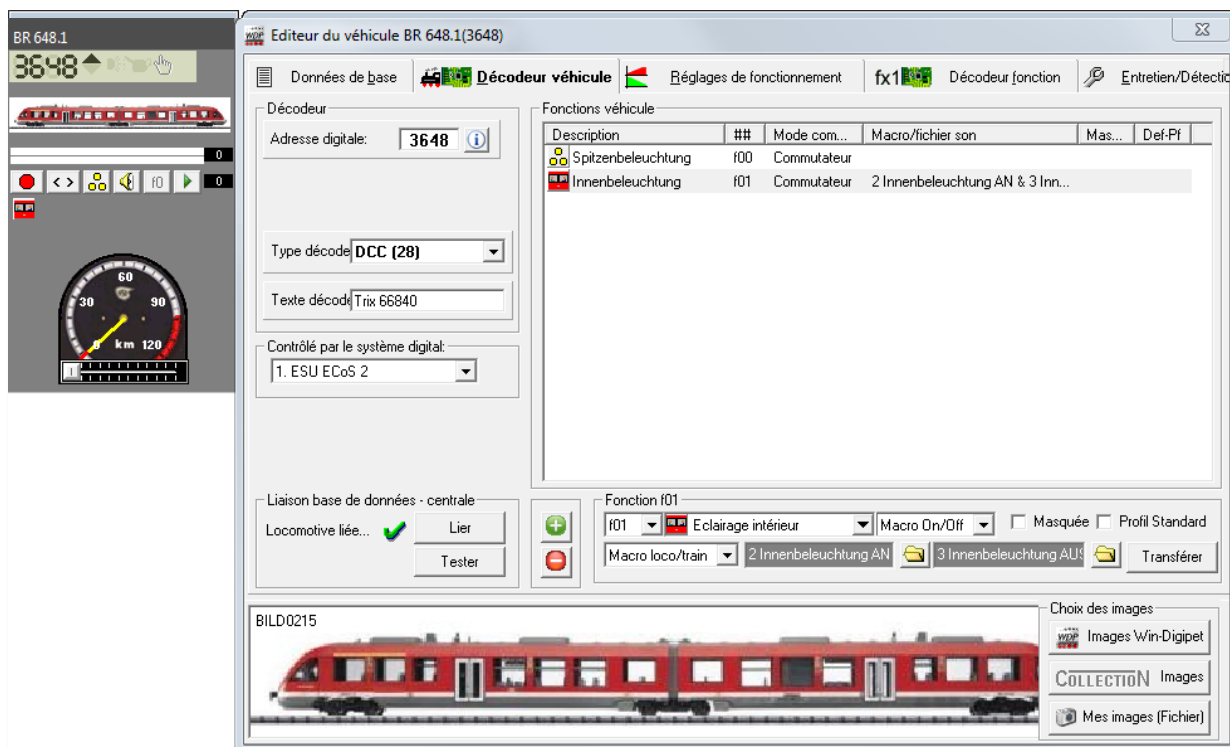 BR 648.1
3648
0
f0
0
30
60
90
0 km 120
Editeur du véhicule BR 648.1(3648)
Données de base
Décodeur véhicule
Réglages de fonctionnement
fx1
Décodeur fonction
Entretien/Détectio
Décodeur
Adresse digitale:
3648
Type décode
DCC (28)
Texte décode
Trix 66840
Contrôlé par le système digital:
1. ESU ECoS 2
Fonctions véhicule
Description ## Mode com... Macro/fichier son Mas... Def-Pf
Spitzenbeleuchtung f00 Commutateur
Innenbeleuchtung f01 Commutateur 2 Innenbeleuchtung AN & 3 Inn...
Liaison base de données - centrale
Locomotive liée...
Lier
Tester
Fonction f01
f01 Eclairage intérieur Macro On/Off Masquée Profil Standard
Macro loco/train 2 Innenbeleuchtung AN 3 Innenbeleuchtung AUS Transférer
BILD0215
Choix des images
WDP Images Win-Digipet
COLLECTION Images
Mes images (Fichier)